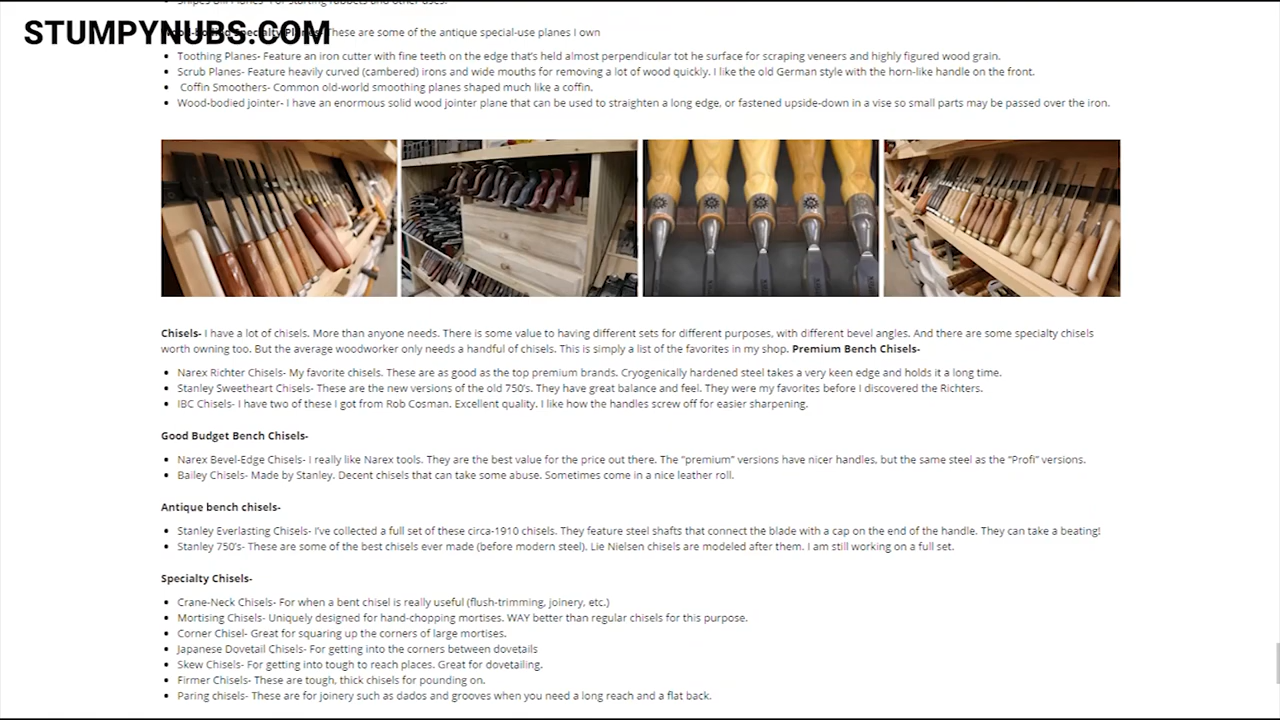 Snipes Bill Planes- For starting rubbets and other uses.
STUMPYNUBS.COM
These are some of the antique special-use planes I own
Toothing Planes- Feature an iron cutter with fine teeth on the edge that's held almost perpendicular tot he surface for scraping veneers and highly figured wood grain.
Scrub Planes- Feature heavily curved (cambered) irons and wide mouths for removing a lot of wood quickly. I like the old German style with the horn-like handle on the front.
Coffin Smoothers- Common old-world smoothing planes shaped much like a coffin.
Wood-bodied jointer- I have an enormous solid wood jointer plane that can be used to straighten a long edge, or fastened upside-down in a vise so small parts may be passed over the iron.
Chisels- I have a lot of chisels. More than anyone needs. There is some value to having different sets for different purposes, with different bevel angles. And there are some specialty chisels
worth owning too. But the average woodworker only needs a handful of chisels. This is simply a list of the favorites in my shop. Premium Bench Chisels-
Narex Richter Chisels- My favorite chisels. These are as good as the top premium brands. Cryogenically hardened steel takes a very keen edge and holds it a long time.
Stanley Sweetheart Chisels- These are the new versions of the old 750's. They have great balance and feel. They were my favorites before I discovered the Richters.
IBC Chisels- I have two of these I got from Rob Cosman. Excellent quality. I like how the handles screw off for easier sharpening.
Good Budget Bench Chisels-
Narex Bevel-Edge Chisels- I really like Narex tools. They are the best value for the price out there. The "premium" versions have nicer handles, but the same steel as the "Profi" versions.
Bailey Chisels- Made by Stanley. Decent chisels that can take some abuse. Sometimes come in a nice leather roll.
Antique bench chisels-
Stanley Everlasting Chisels- I've collected a full set of these circa-1910 chisels. They feature steel shafts that connect the blade with a cap on the end of the handle. They can take a beating!
Stanley 750's- These are some of the best chisels ever made (before modern steel). Lie Nielsen chisels are modeled after them. I am still working on a full set.
Specialty Chisels-
Crane-Neck Chisels- For when a bent chisel is really useful (flush-trimming, joinery, etc.)
Mortising Chisels- Uniquely designed for hand-chopping mortises. WAY better than regular chisels for this purpose.
Corner Chisel- Great for squaring up the corners of large mortises.
Japanese Dovetail Chisels- For getting into the corners between dovetails
Skew Chisels- For getting into tough to reach places. Great for dovetailing.
Firmer Chisels- These are tough, thick chisels for pounding on.
Paring chisels- These are for joinery such as dados and grooves when you need a long reach and a flat back.